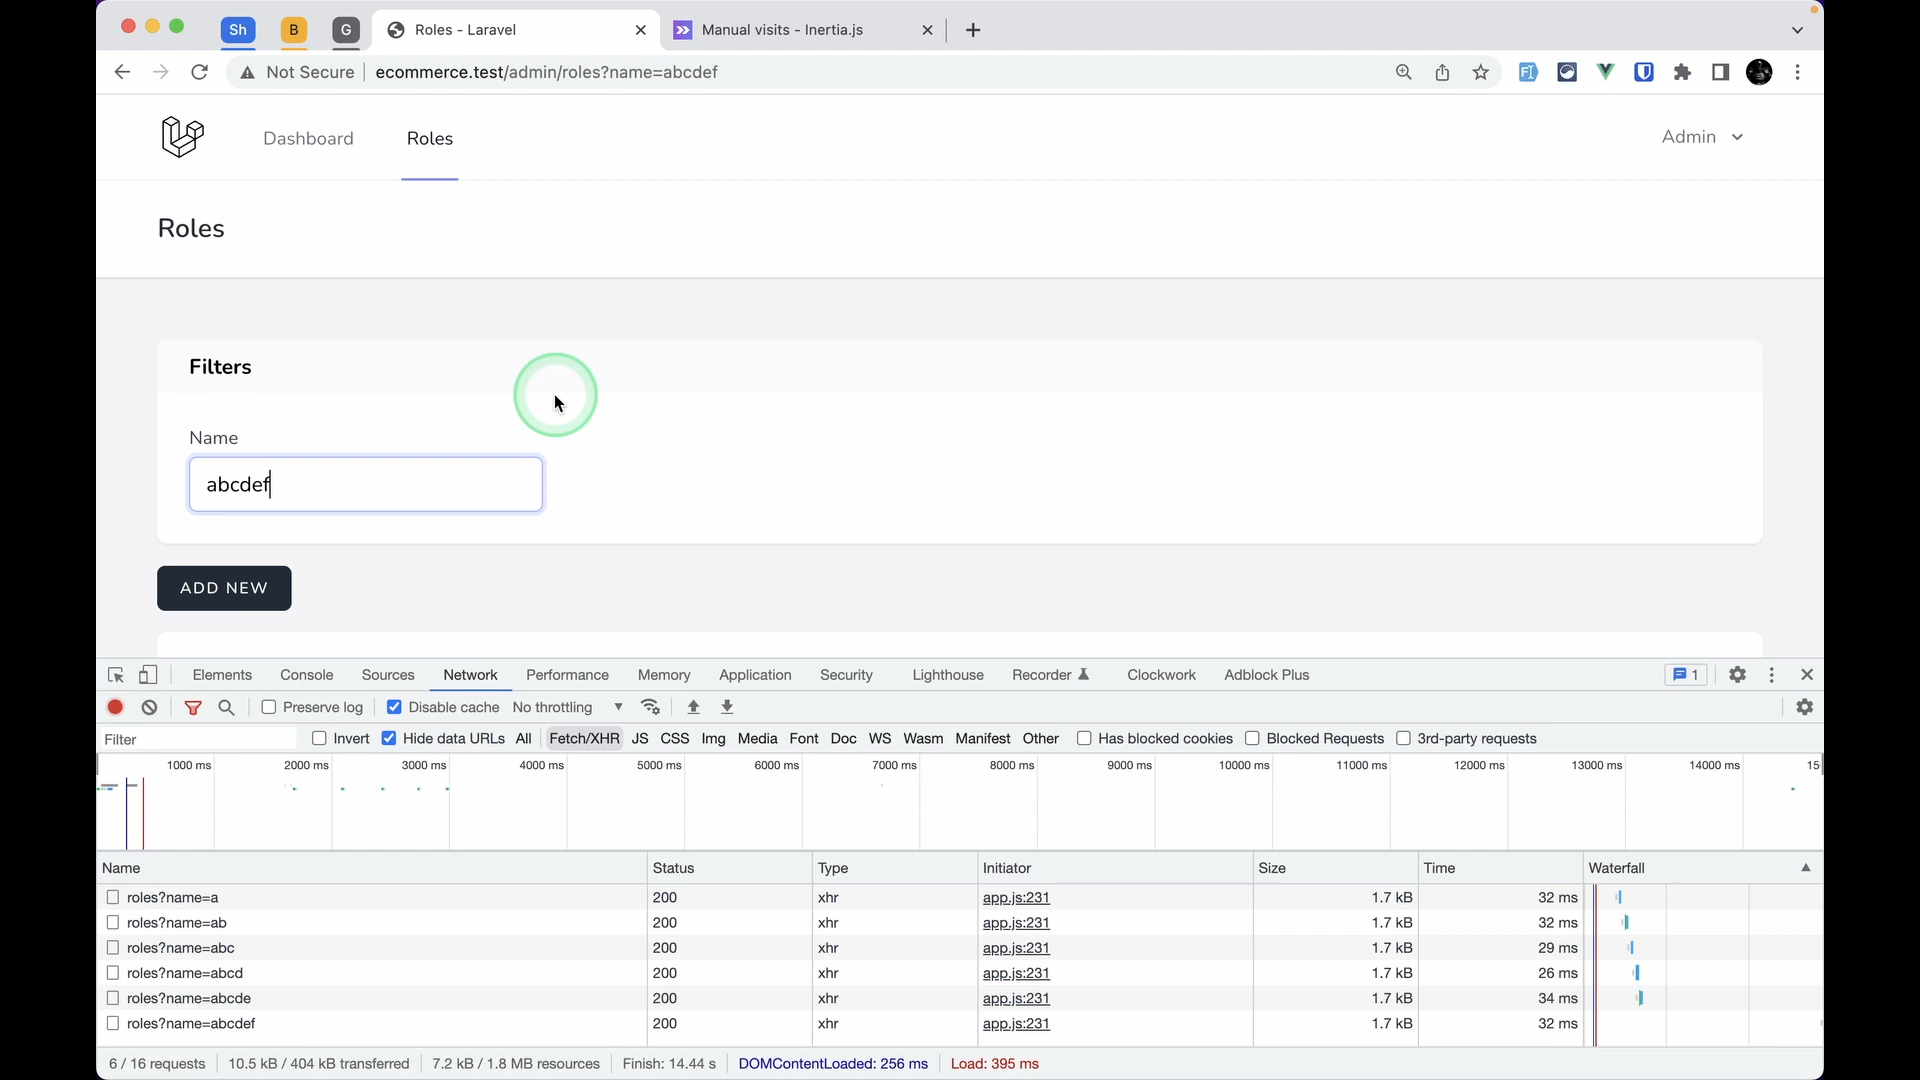 Sh B G Roles - Laravel Manual visits - Inertia.js
Not Secure ecommerce.test/admin/roles?name=abcdef
Dashboard Roles Admin
Roles
Filters
Name
abcdef
ADD NEW
Elements Console Sources Network Performance Memory Application Security Lighthouse Recorder Clockwork Adblock Plus 1
Preserve log Disable cache No throttling
Filter Invert Hide data URLs All Fetch/XHR JS CSS Img Media Font Doc WS Wasm Manifest Other Has blocked cookies Blocked Requests 3rd-party requests
1000 ms 2000 ms 3000 ms 4000 ms 5000 ms 6000 ms 7000 ms 8000 ms 9000 ms 10000 ms 11000 ms 12000 ms 13000 ms 14000 ms 15
Name Status Type Initiator Size Time Waterfall
roles?name=a 200 xhr app.js:231 1.7 kB 32 ms
roles?name=ab 200 xhr app.js:231 1.7 kB 32 ms
roles?name=abc 200 xhr app.js:231 1.7 kB 29 ms
roles?name=abcd 200 xhr app.js:231 1.7 kB 26 ms
roles?name=abcde 200 xhr app.js:231 1.7 kB 34 ms
roles?name=abcdef 200 xhr app.js:231 1.7 kB 32 ms
6 / 16 requests 10.5 kB / 404 kB transferred 7.2 kB / 1.8 MB resources Finish: 14.44 s DOMContentLoaded: 256 ms Load: 395 ms